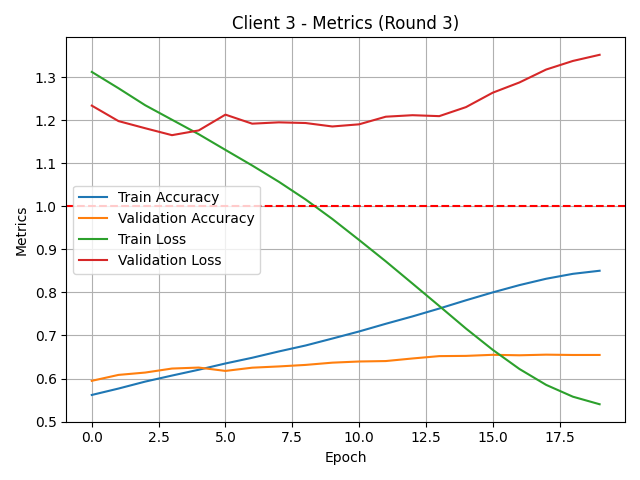 Client 3 - Metrics (Round 3)
Metrics
1.3
1.2
1.1
1.0
0.9
0.8
0.7
0.6
0.5
Train Accuracy
Validation Accuracy
Train Loss
Validation Loss
0.0 2.5 5.0 7.5 10.0 12.5 15.0 17.5
Epoch